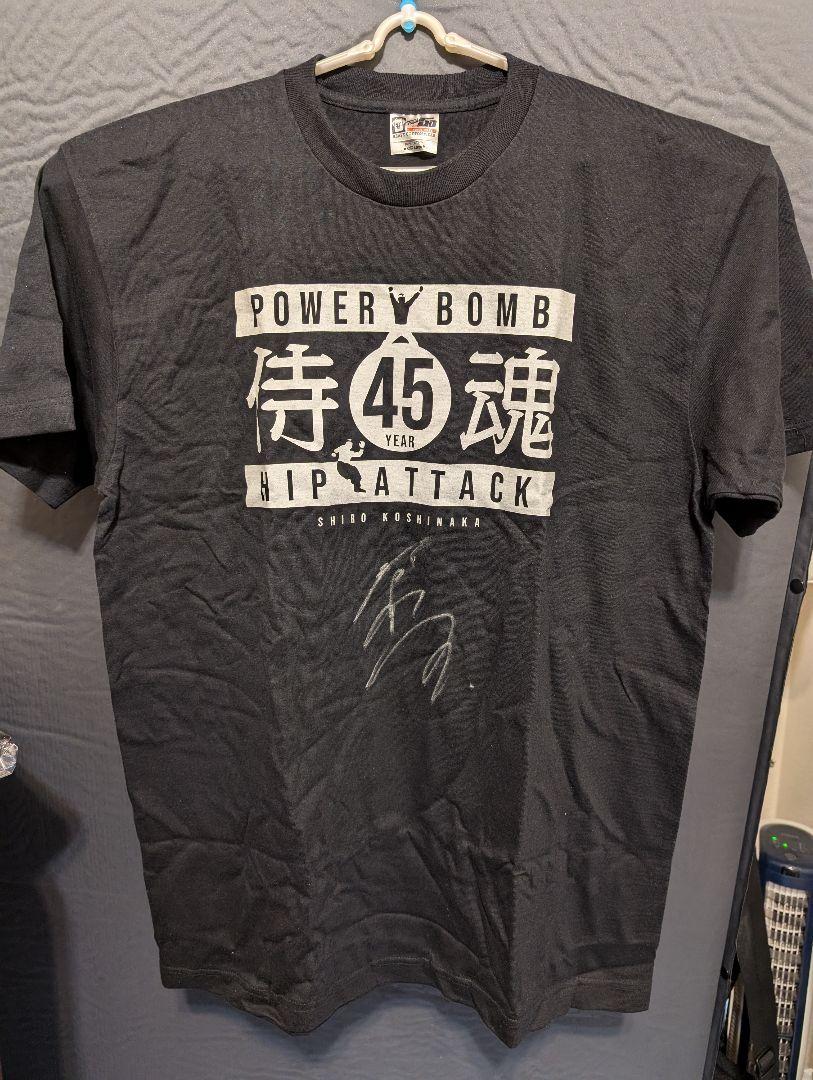 POWER BOMB
侍 45 魂
YEAR
HIP ATTACK
SHIRO KOSHINAKA